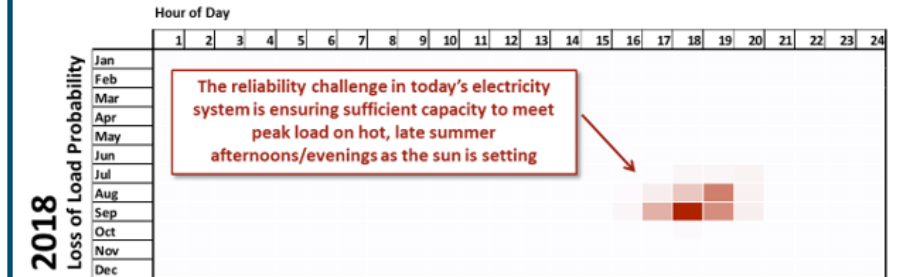 Hour of Day
1 2 3 4 5 6 7 8 9 10 11 12 13 14 15 16 17 18 19 20 21 22 23 24
2018
Loss of Load Probability
Jan
Feb
Mar
Apr
May
Jun
Jul
Aug
Sep
Oct
Nov
Dec
The reliability challenge in today's electricity
system is ensuring sufficient capacity to meet
peak load on hot, late summer
afternoons/evenings as the sun is setting